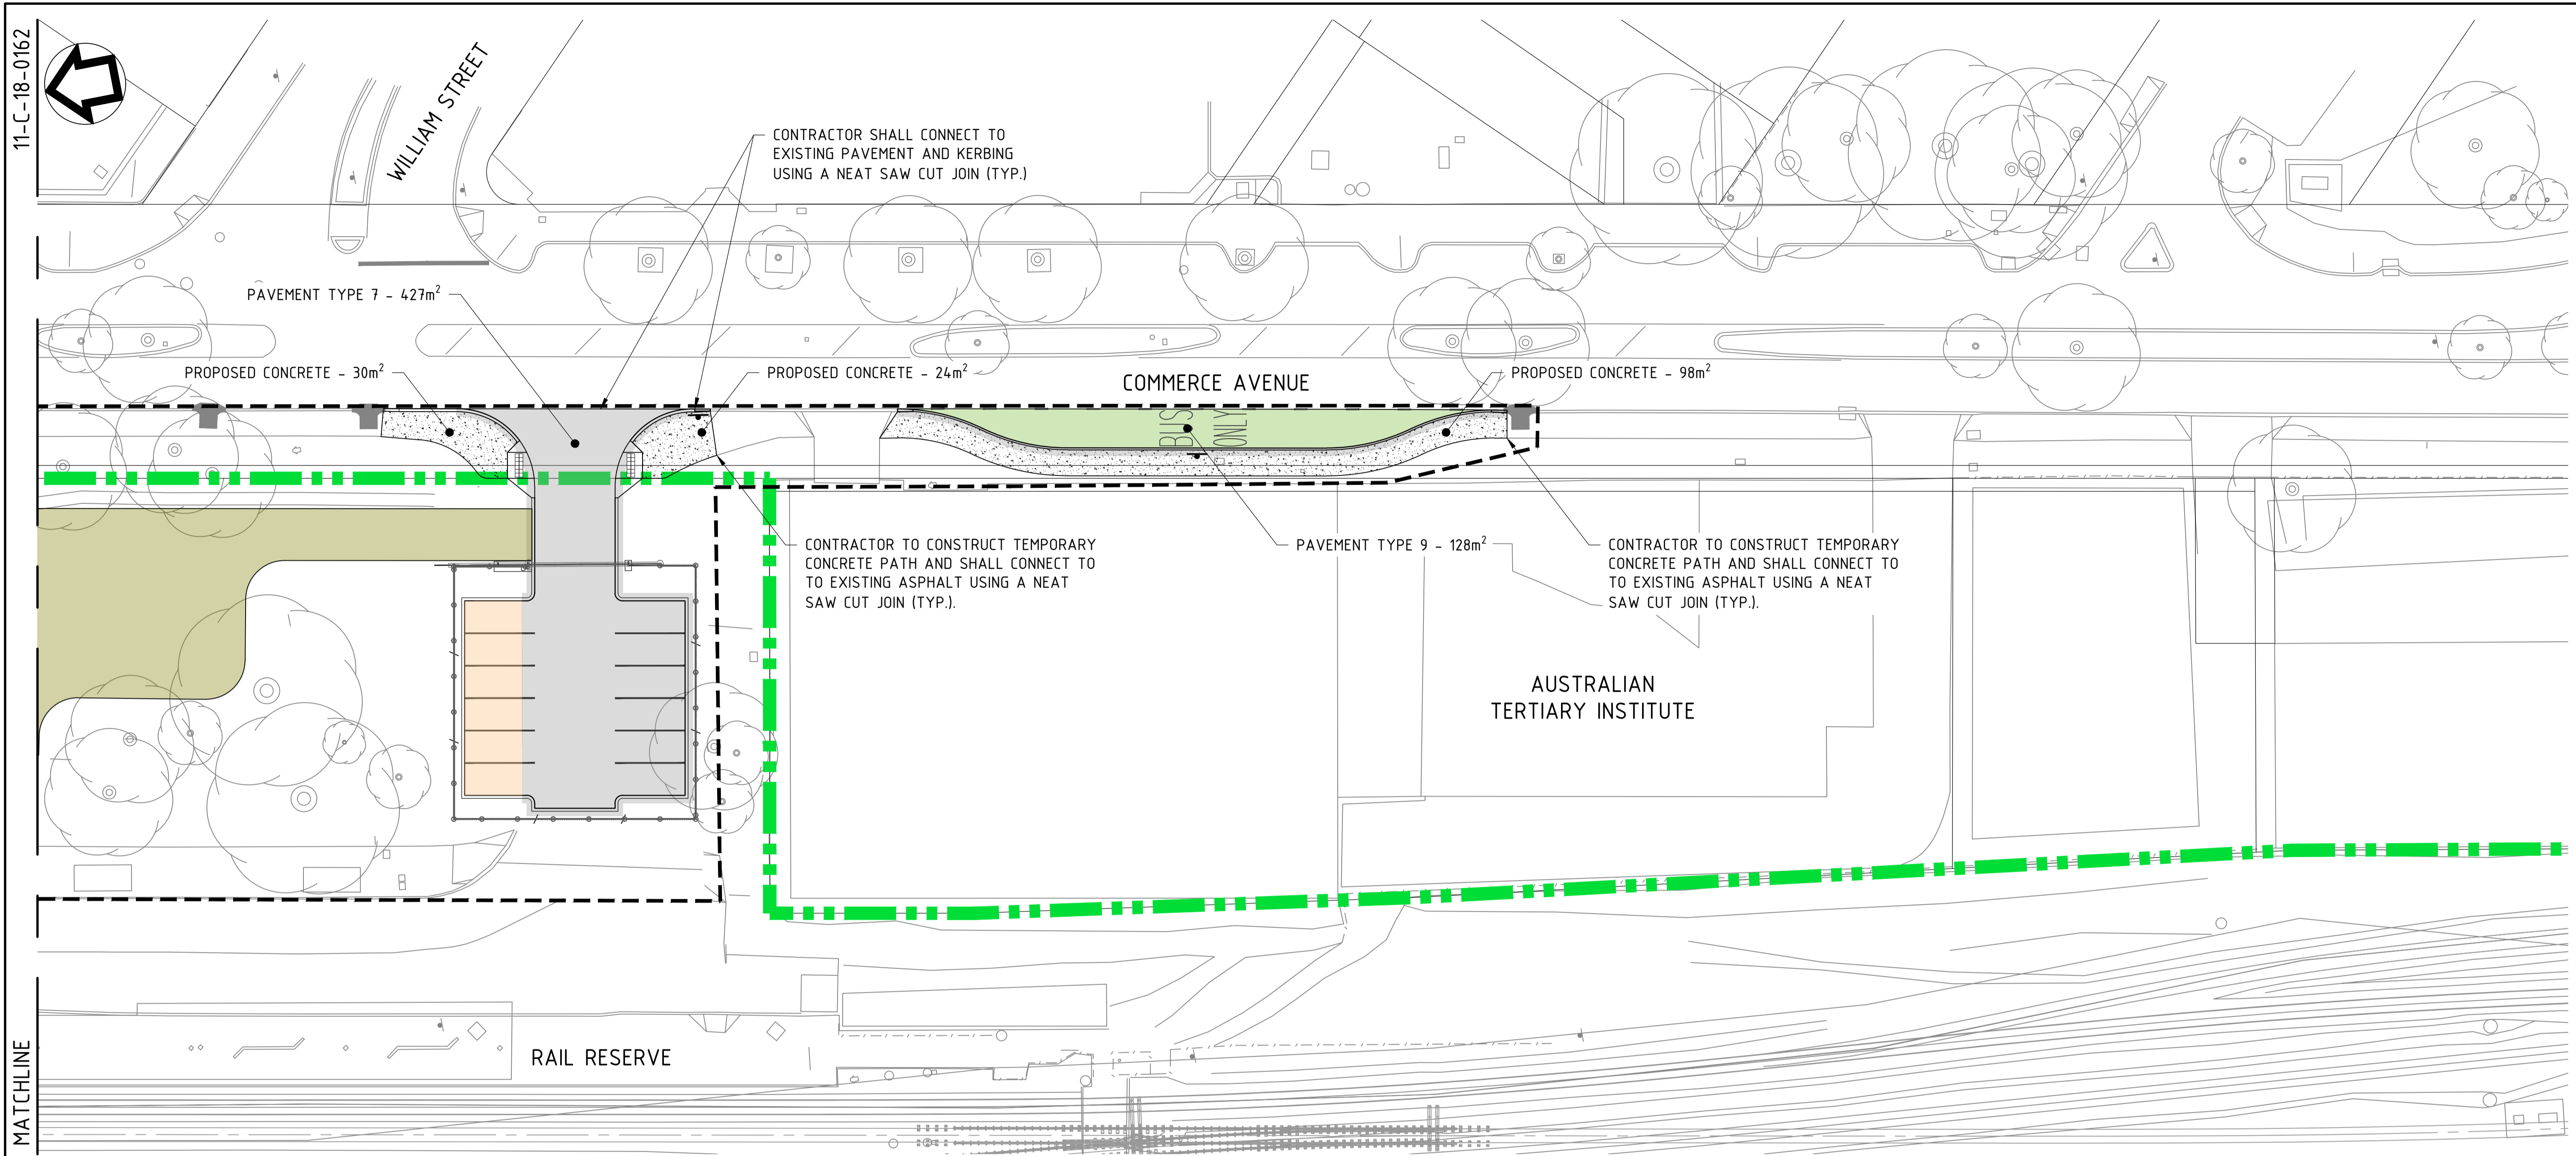 11-C-18-0162
WILLIAM STREET
CONTRACTOR SHALL CONNECT TO
EXISTING PAVEMENT AND KERBING
USING A NEAT SAW CUT JOIN (TYP.)
PAVEMENT TYPE 7 - 427m²
PROPOSED CONCRETE - 30m²
PROPOSED CONCRETE - 24m²
COMMERCE AVENUE
PROPOSED CONCRETE - 98m²
BUS
ONLY
CONTRACTOR TO CONSTRUCT TEMPORARY
CONCRETE PATH AND SHALL CONNECT TO
TO EXISTING ASPHALT USING A NEAT
SAW CUT JOIN (TYP.).
PAVEMENT TYPE 9 - 128m²
CONTRACTOR TO CONSTRUCT TEMPORARY
CONCRETE PATH AND SHALL CONNECT TO
TO EXISTING ASPHALT USING A NEAT
SAW CUT JOIN (TYP.).
AUSTRALIAN
TERTIARY INSTITUTE
RAIL RESERVE
MATCHLINE